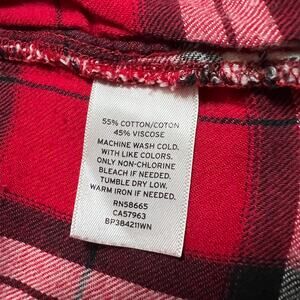 55% COTTON/COTON
45% VISCOSE
MACHINE WASH COLD.
WITH LIKE COLORS.
ONLY NON-CHLORINE
BLEACH IF NEEDED.
TUMBLE DRY LOW.
WARM IRON IF NEEDED.
RN58665
CA57963
BP384211WN